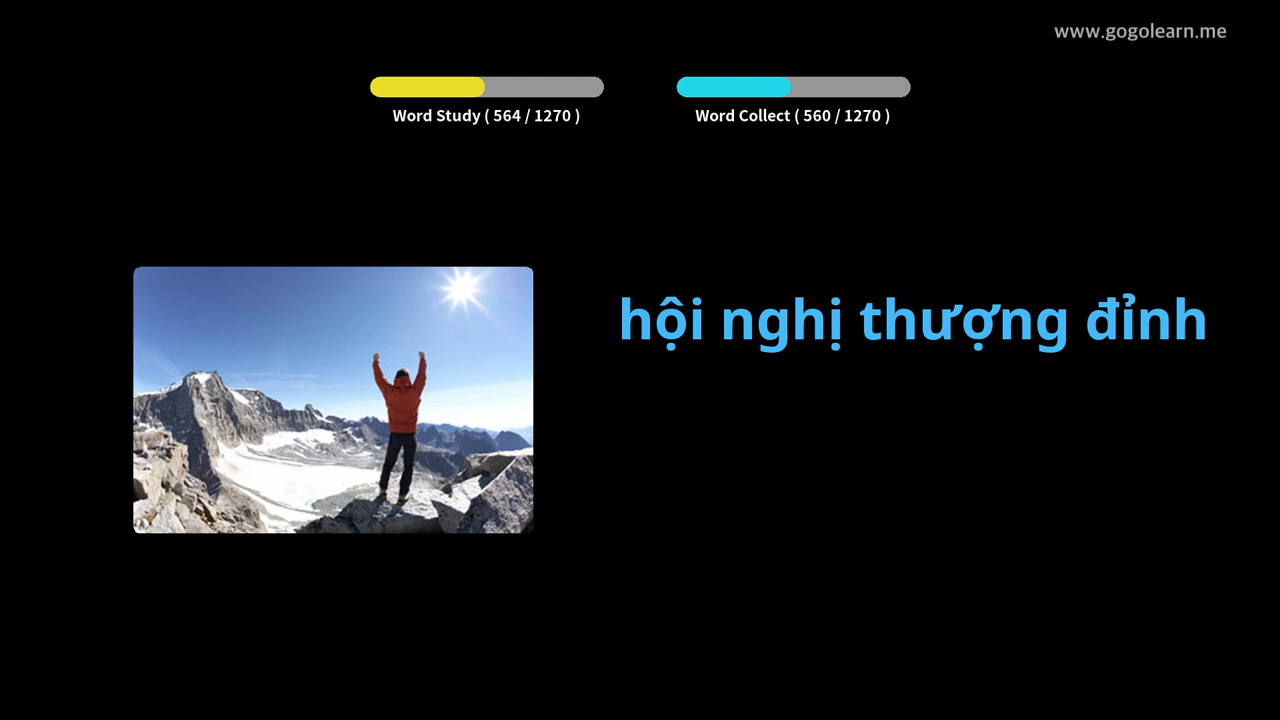 www.gogolearn.me
Word Study ( 564 / 1270 )
Word Collect ( 560 / 1270 )
hội nghị thượng đỉnh